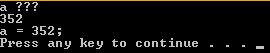 a ???
352
a = 352;
Press any key to continue . . .